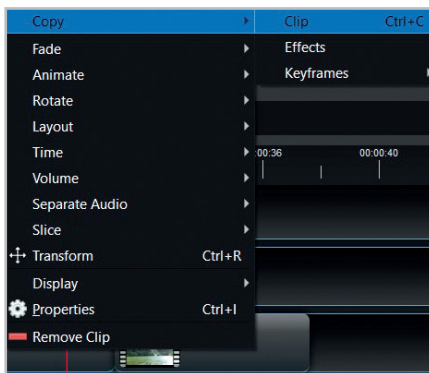 Copy
Clip Ctrl+C
Effects
Keyframes
Fade
Animate
Rotate
Layout
Time
Volume
Separate Audio
Slice
Transform Ctrl+R
Display
Properties Ctrl+I
Remove Clip
:00:36 00:00:40